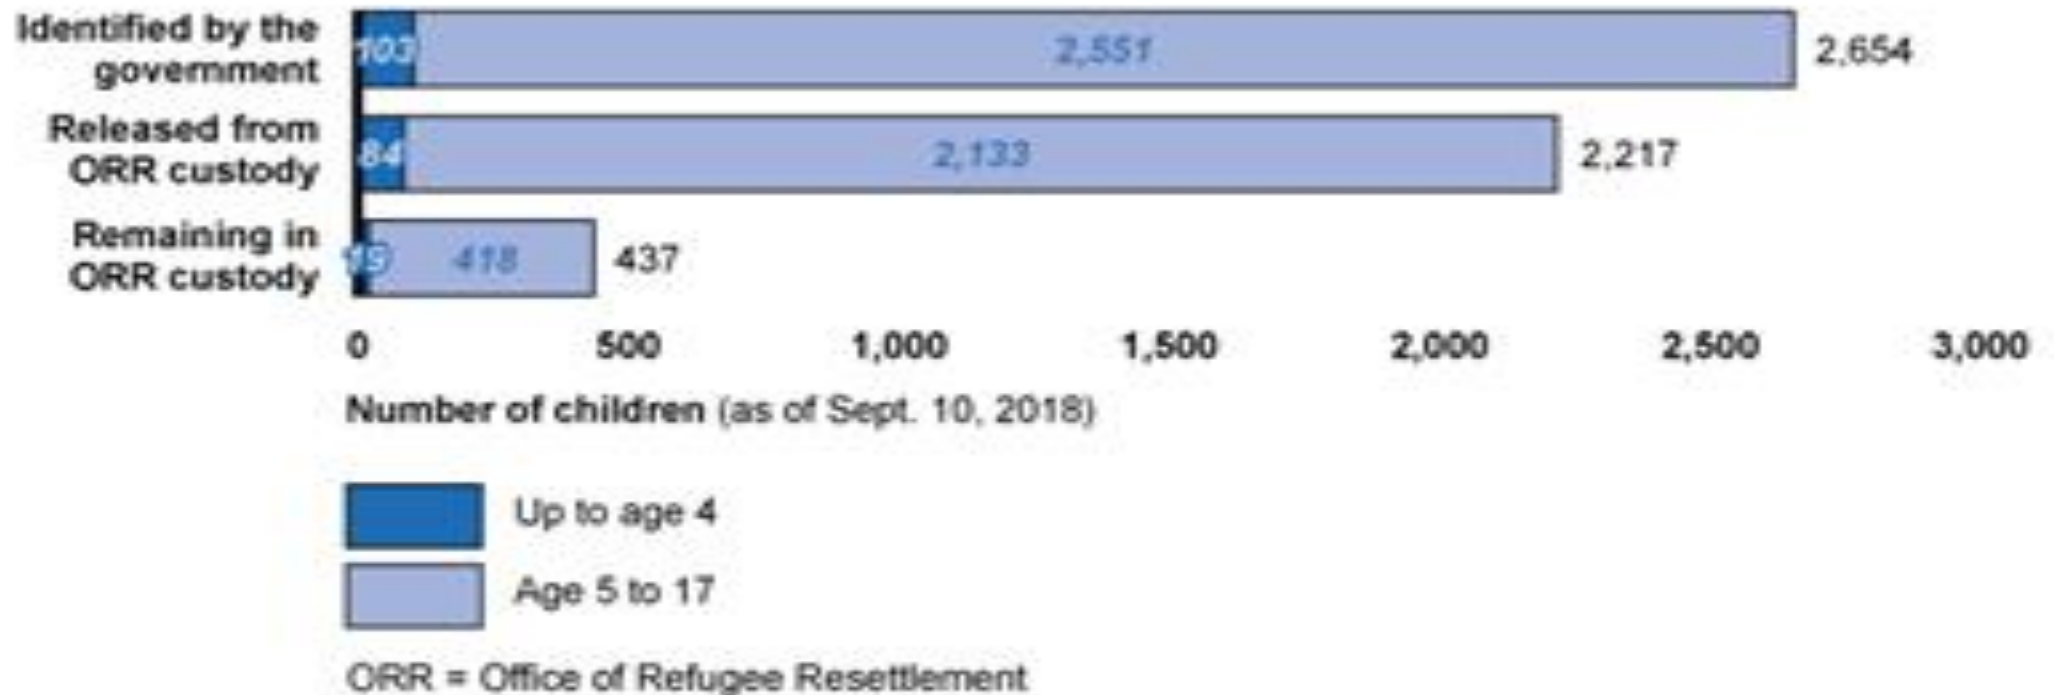 Identified by the
government
103
2,551
2,654
Released from
ORR custody
84
2,133
2,217
Remaining in
ORR custody
19
418
437
0 500 1,000 1,500 2,000 2,500 3,000
Number of children (as of Sept. 10, 2018)
Up to age 4
Age 5 to 17
ORR = Office of Refugee Resettlement